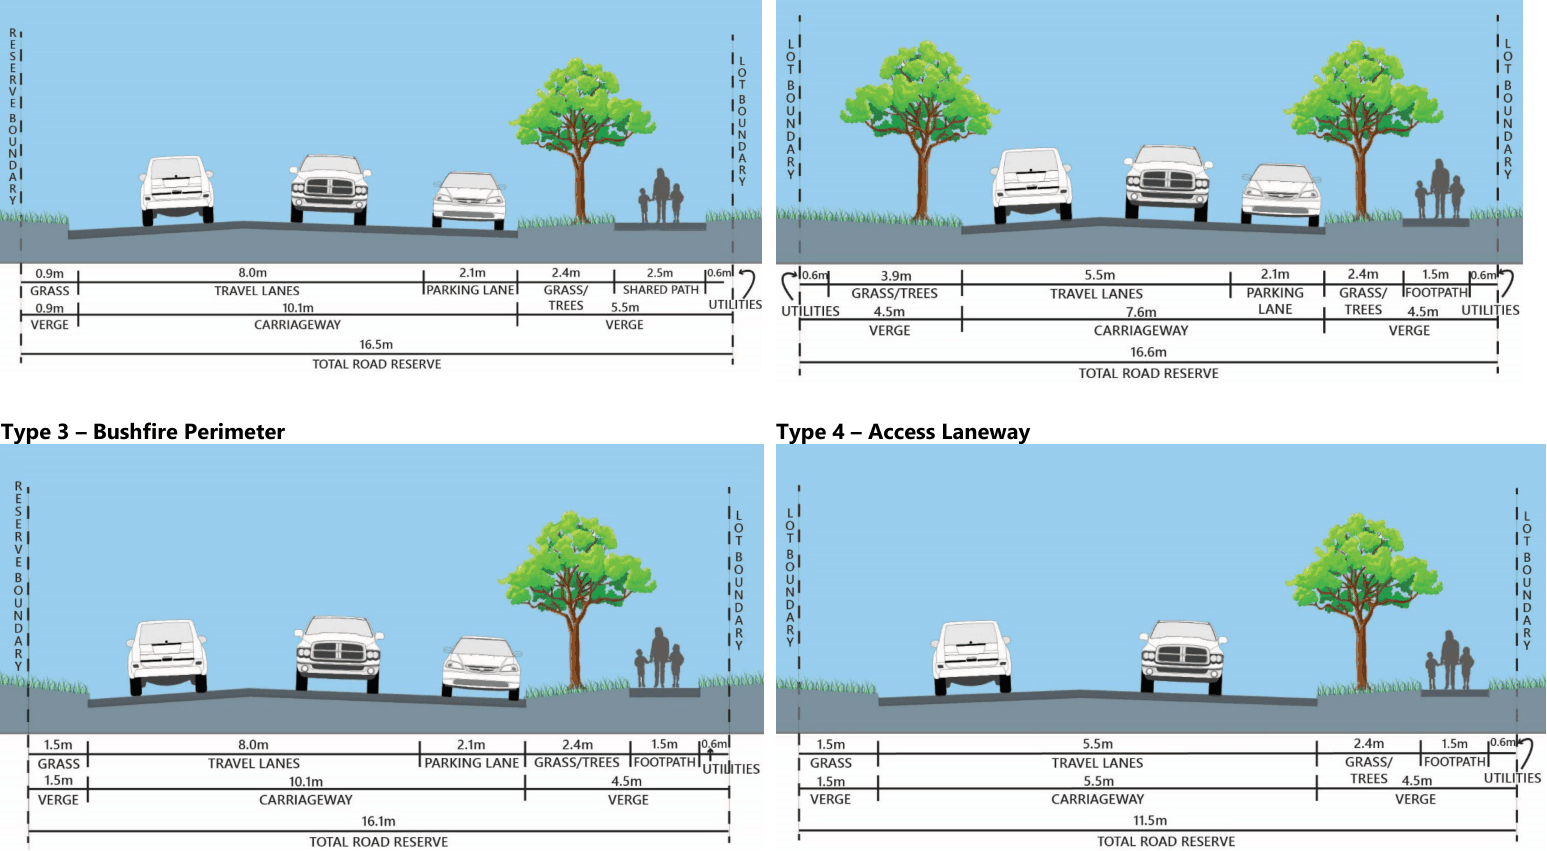 RESERVE BOUNDARY
LOT BOUNDARY
0.9m 8.0m 2.1m 2.4m 2.5m 0.6m
GRASS TRAVEL LANES PARKING LANE GRASS/ SHARED PATH
TREES UTILITIES
0.9m 10.1m 5.5m
VERGE CARRIAGEWAY VERGE
16.5m
TOTAL ROAD RESERVE
LOT BOUNDARY
LOT BOUNDARY
0.6m 3.9m 5.5m 2.1m 2.4m 1.5m 0.6m
GRASS/TREES TRAVEL LANES PARKING GRASS/ FOOTPATH
UTILITIES LANE TREES UTILITIES
4.5m 7.6m 4.5m
VERGE CARRIAGEWAY VERGE
16.6m
TOTAL ROAD RESERVE
Type 3 – Bushfire Perimeter
RESERVE BOUNDARY
LOT BOUNDARY
1.5m 8.0m 2.1m 2.4m 1.5m 0.6m
GRASS TRAVEL LANES PARKING LANE GRASS/TREES FOOTPATH
UTILITIES
1.5m 10.1m 4.5m
VERGE CARRIAGEWAY VERGE
16.1m
TOTAL ROAD RESERVE
Type 4 – Access Laneway
LOT BOUNDARY
LOT BOUNDARY
1.5m 5.5m 2.4m 1.5m 0.6m
GRASS TRAVEL LANES GRASS/ FOOTPATH
TREES UTILITIES
1.5m 5.5m 4.5m
VERGE CARRIAGEWAY VERGE
11.5m
TOTAL ROAD RESERVE